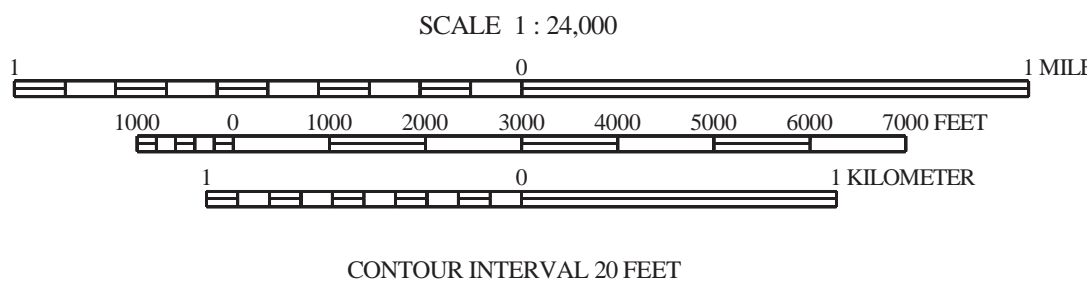 SCALE 1 : 24,000
1 0 1 MILE
1000 0 1000 2000 3000 4000 5000 6000 7000 FEET
1 0 1 KILOMETER
CONTOUR INTERVAL 20 FEET